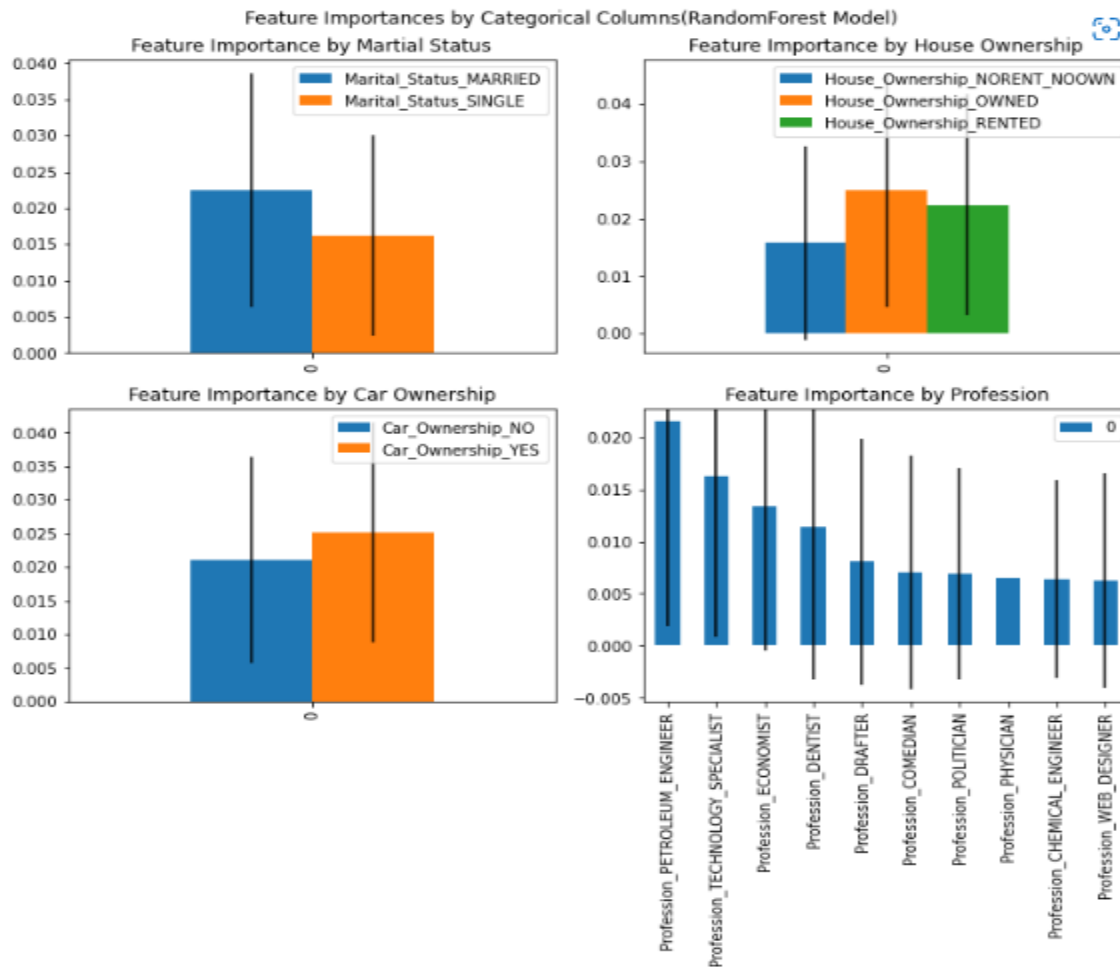 Feature Importances by Categorical Columns(RandomForest Model)
Feature Importance by Martial Status
0.040
0.035
0.030
0.025
0.020
0.015
0.010
0.005
0.000
Marital_Status_MARRIED
Marital_Status_SINGLE
0
Feature Importance by House Ownership
0.04
0.02
0.01
0.00
House_Ownership_NORENT_NOOWN
House_Ownership_OWNED
House_Ownership_RENTED
0
Feature Importance by Car Ownership
0.040
0.035
0.030
0.025
0.020
0.015
0.010
0.005
0.000
Car_Ownership_NO
Car_Ownership_YES
0
Feature Importance by Profession
0.020
0.015
0.010
0.005
0.000
−0.005
0
Profession_PETROLEUM_ENGINEER
Profession_TECHNOLOGY_SPECIALIST
Profession_ECONOMIST
Profession_DENTIST
Profession_DRAFTER
Profession_COMEDIAN
Profession_POLITICIAN
Profession_PHYSICIAN
Profession_CHEMICAL_ENGINEER
Profession_WEB_DESIGNER